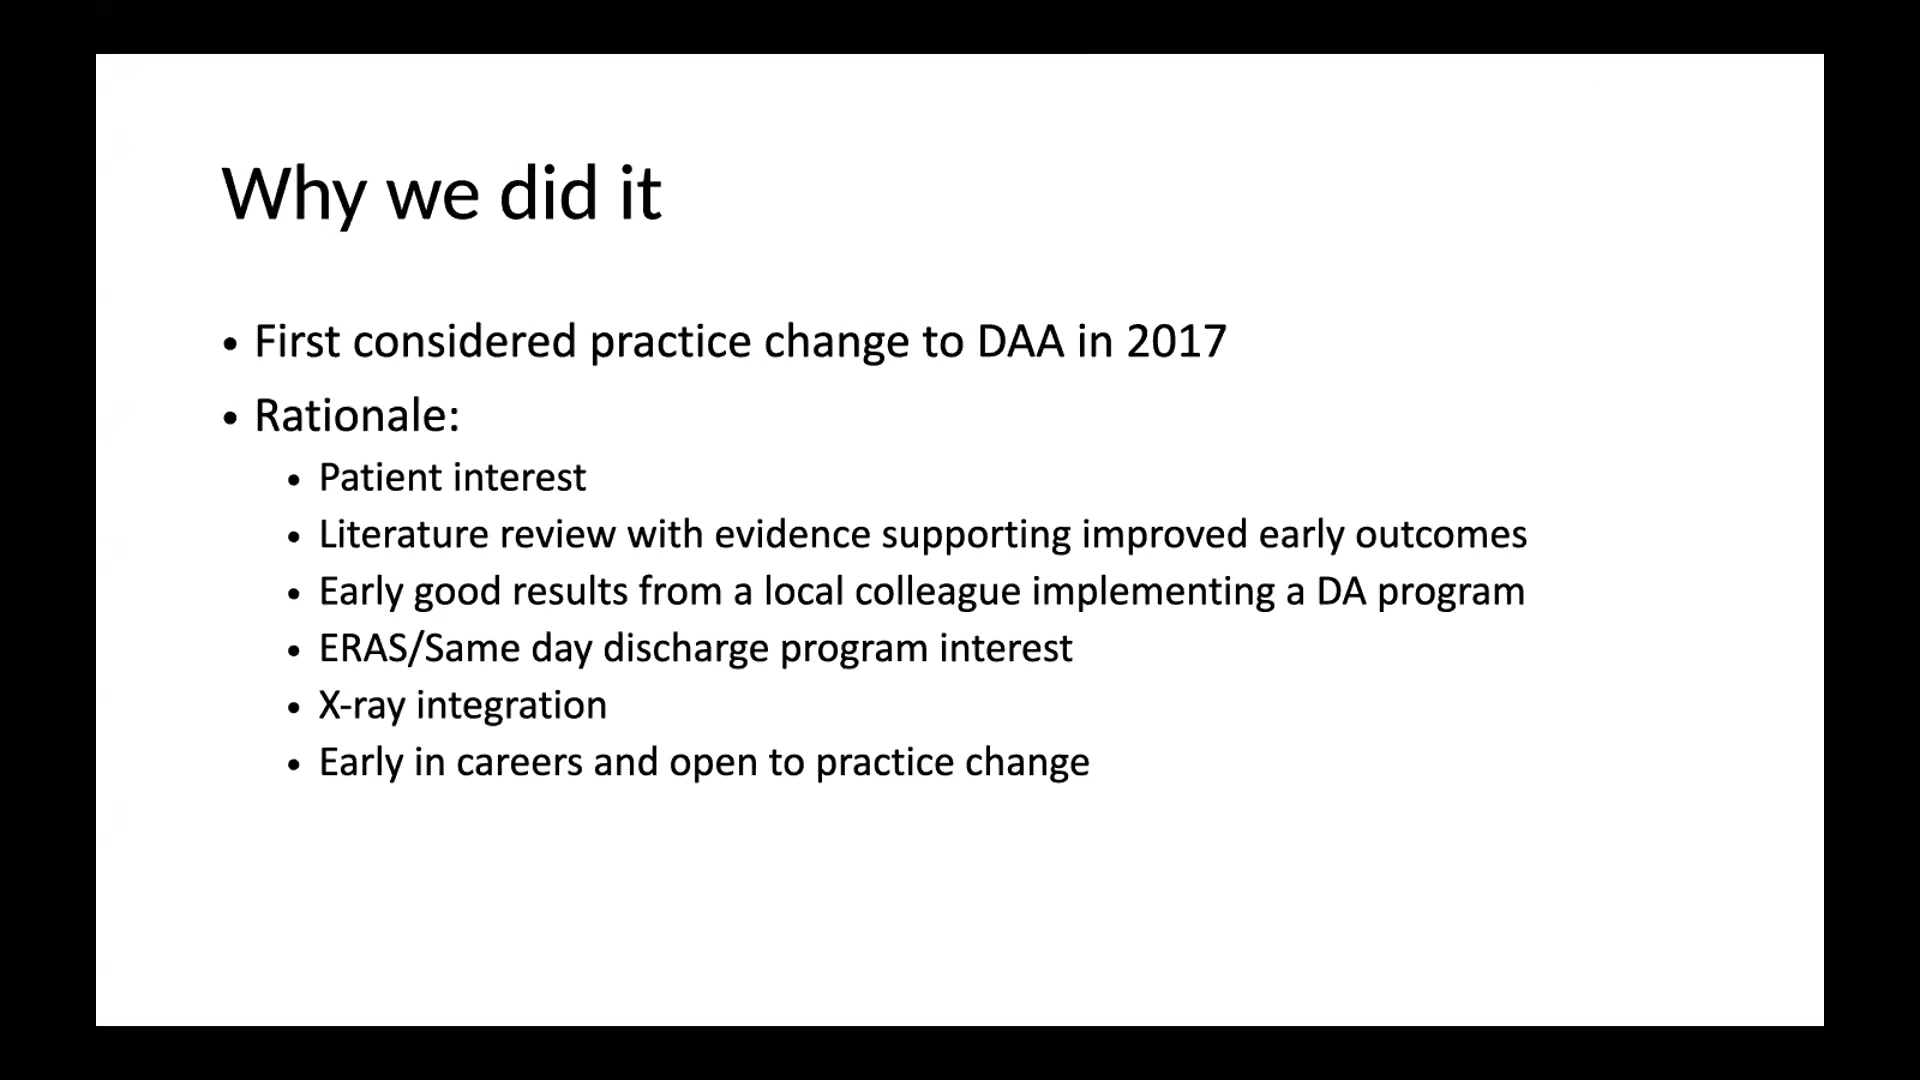 Why we did it
• First considered practice change to DAA in 2017
• Rationale:
• Patient interest
• Literature review with evidence supporting improved early outcomes
• Early good results from a local colleague implementing a DA program
• ERAS/Same day discharge program interest
• X-ray integration
• Early in careers and open to practice change